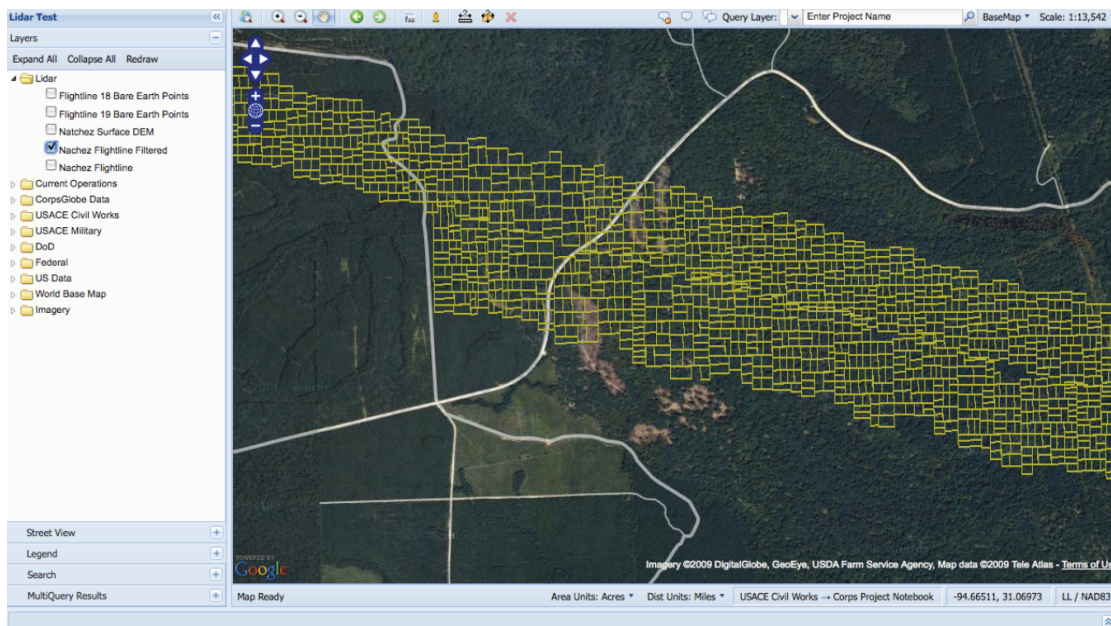 Lidar Test
Query Layer:
Enter Project Name
BaseMap
Scale: 1:13,542
Layers
Expand All Collapse All Redraw
Lidar
Flightline 18 Bare Earth Points
Flightline 19 Bare Earth Points
Natchez Surface DEM
Nachez Flightline Filtered
Nachez Flightline
Current Operations
CorpsGlobe Data
USACE Civil Works
USACE Military
DoD
Federal
US Data
World Base Map
Imagery
Street View
Legend
Search
MultiQuery Results
POWERED BY
Google
Imagery ©2009 DigitalGlobe, GeoEye, USDA Farm Service Agency, Map data ©2009 Tele Atlas - Terms of Us
Map Ready
Area Units: Acres
Dist Units: Miles
USACE Civil Works → Corps Project Notebook
-94.66511, 31.06973
LL / NAD83